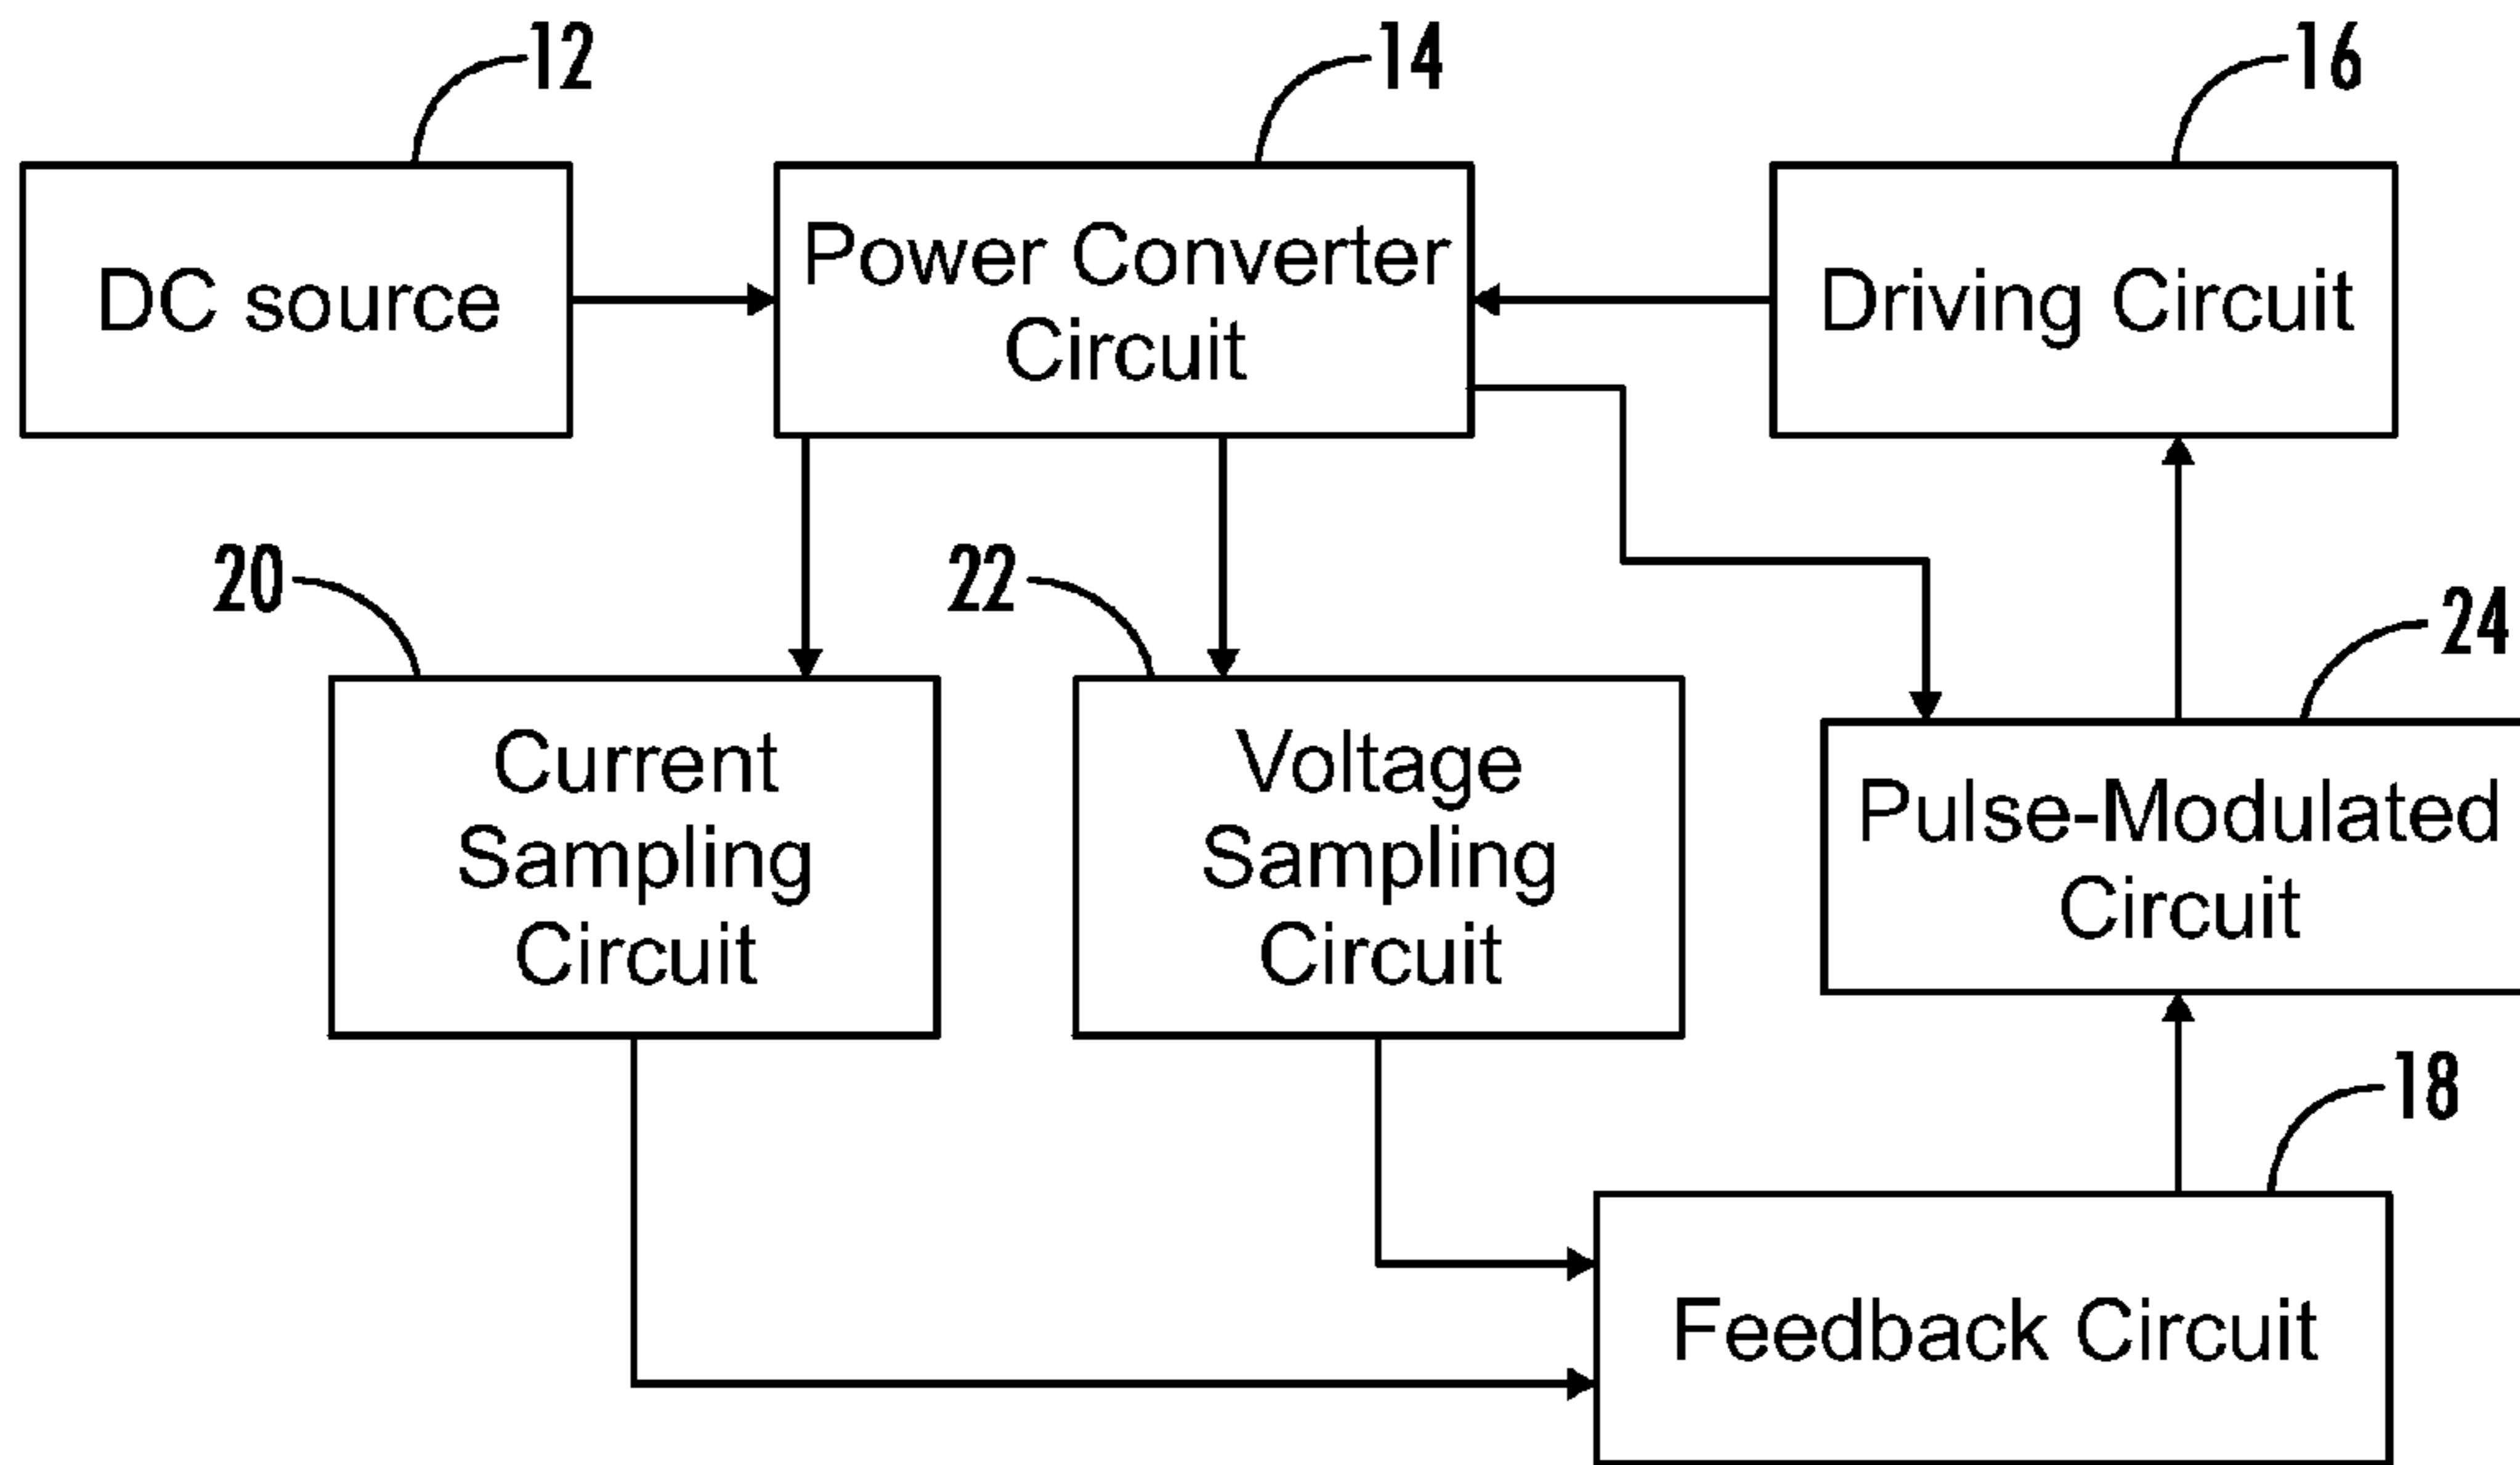 12
14
16
DC source
Power Converter
Circuit
Driving Circuit
20
22
24
Current
Sampling
Circuit
Voltage
Sampling
Circuit
Pulse-Modulated
Circuit
18
Feedback Circuit